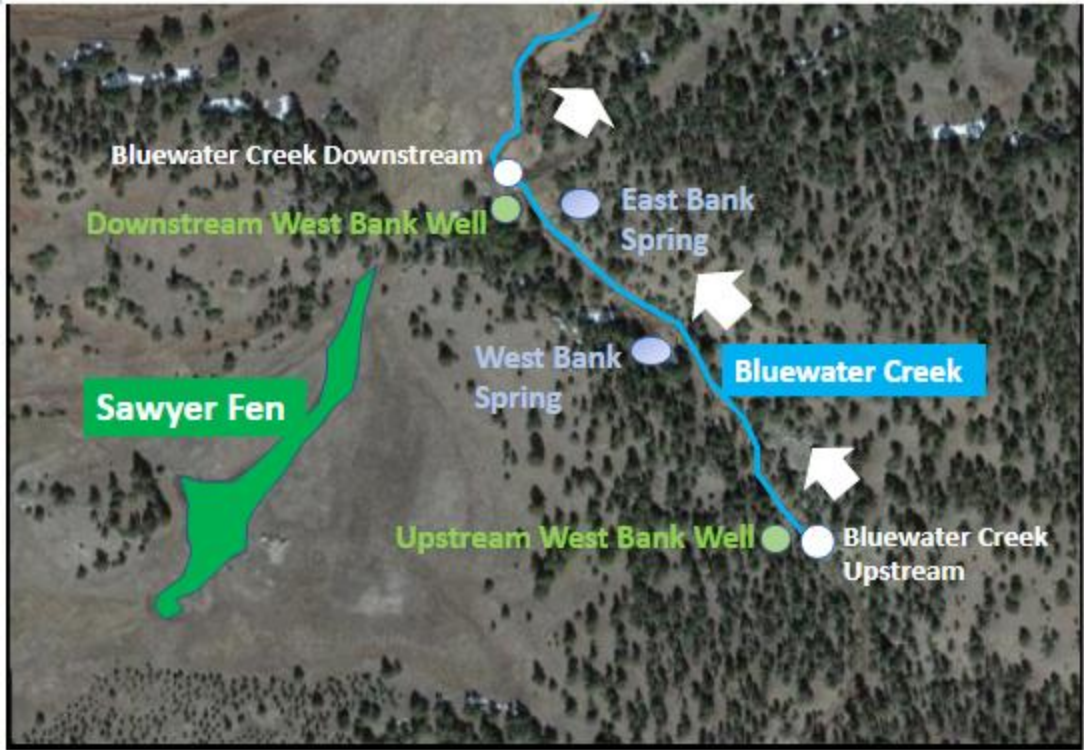 Bluewater Creek Downstream
Downstream West Bank Well
East Bank
Spring
West Bank
Spring
Bluewater Creek
Sawyer Fen
Upstream West Bank Well
Bluewater Creek
Upstream